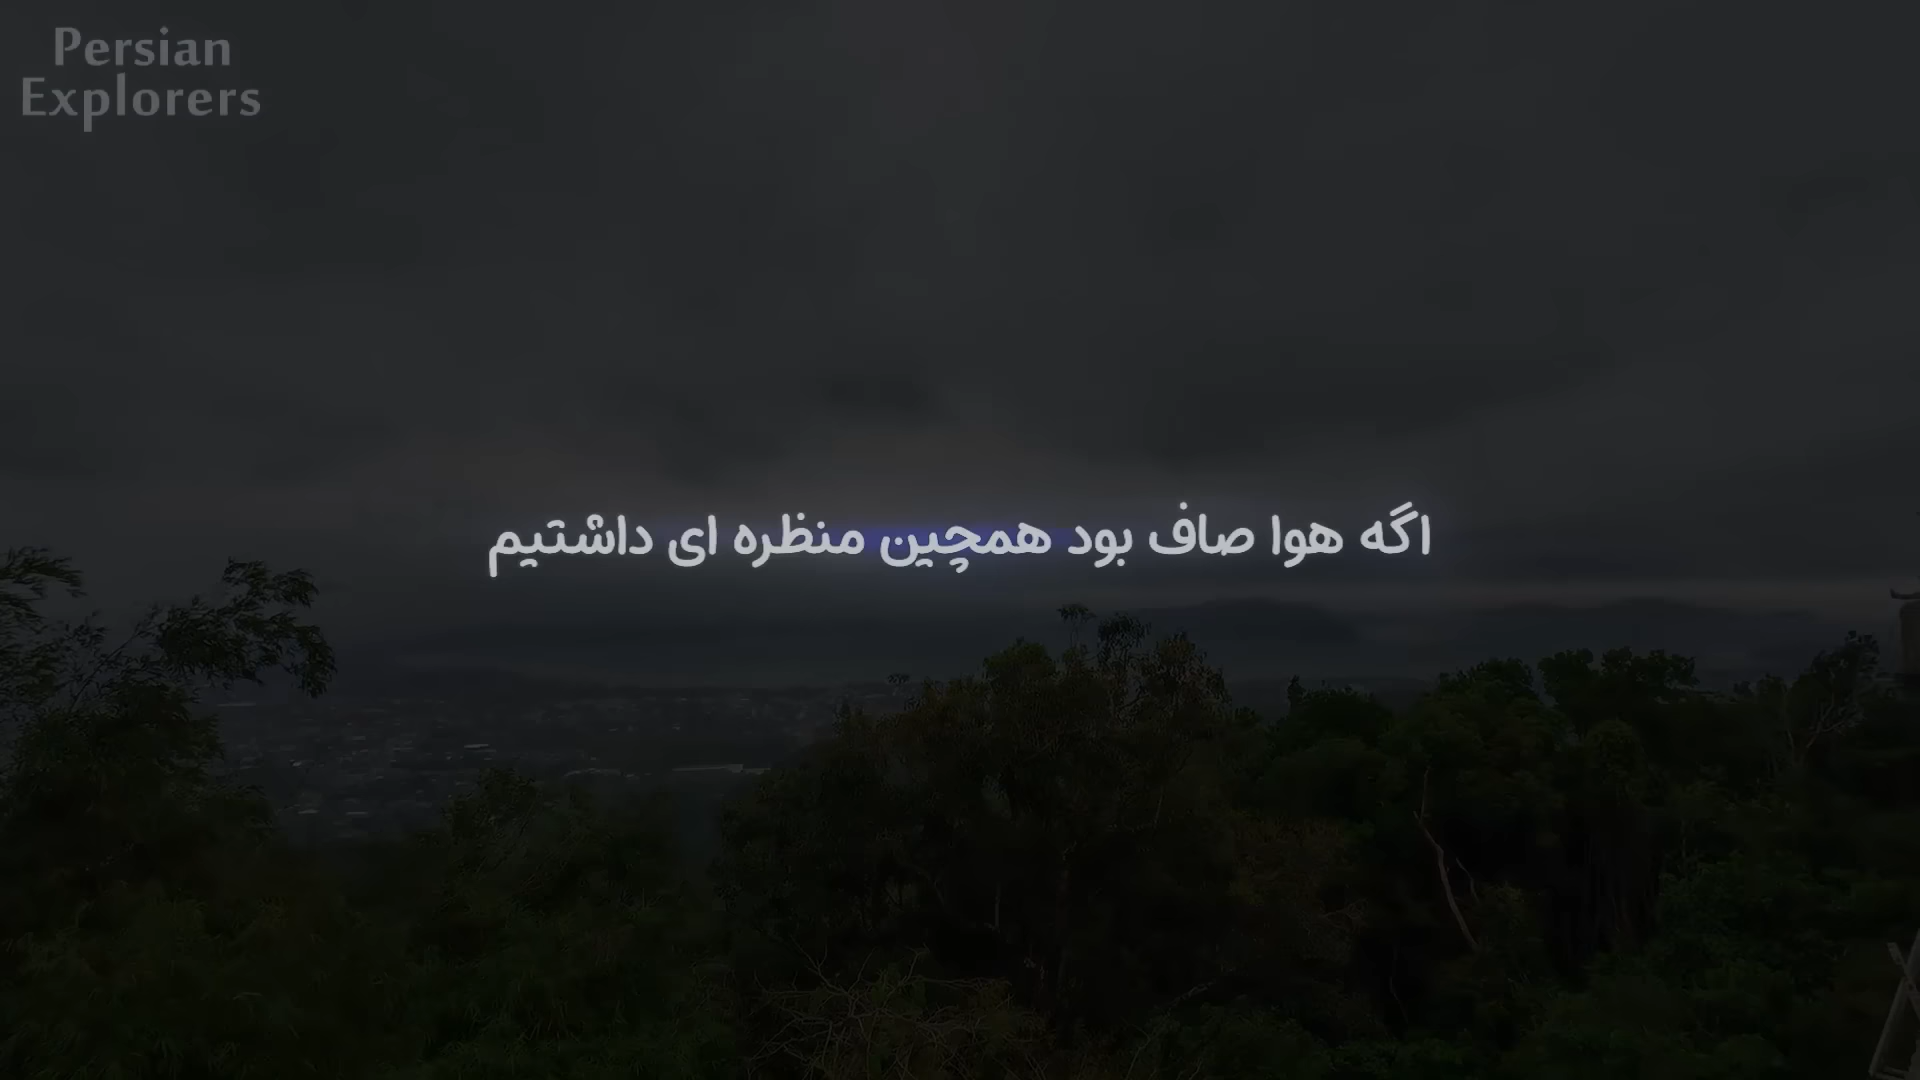 Persian
Explorers
اگه هوا صاف بود همچین منظره ای داشتیم